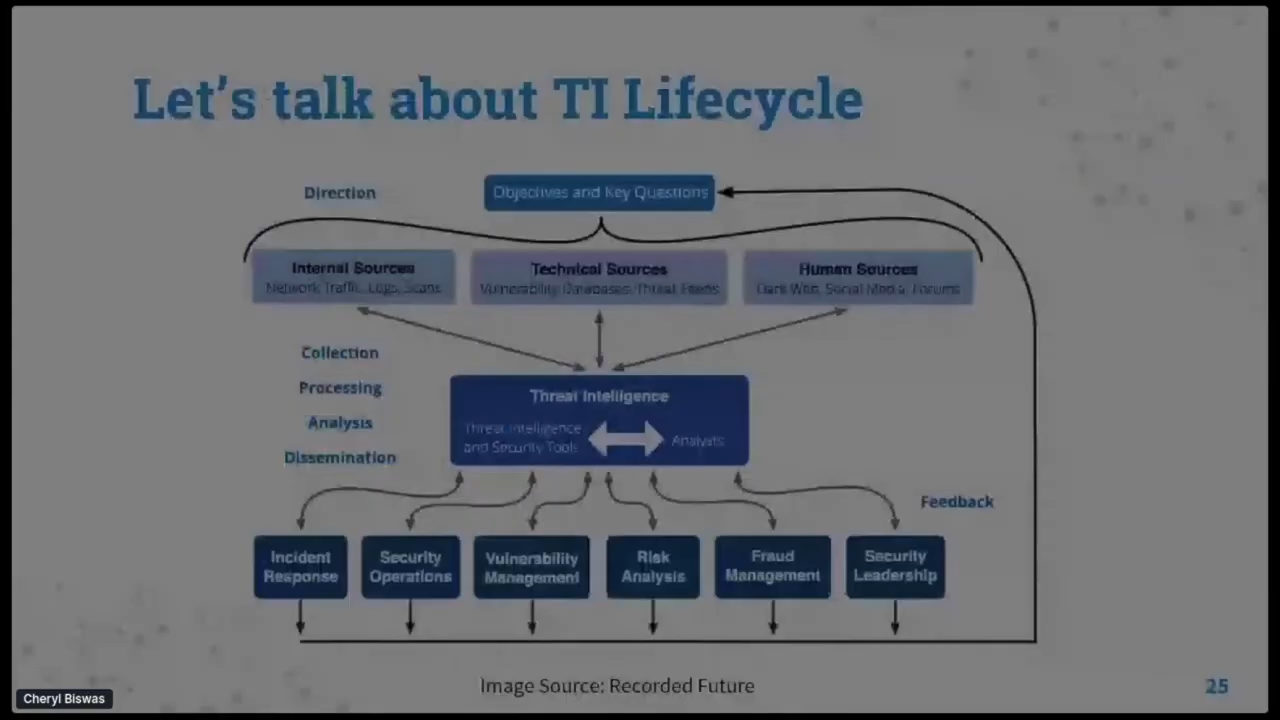 Let's talk about TI Lifecycle
Direction
Objectives and Key Questions
Internal Sources
Network Traffic, Logs, Scans
Technical Sources
Vulnerability Databases, Threat Feeds
Human Sources
Dark Web, Social Media, Forums
Collection
Processing
Analysis
Dissemination
Threat Intelligence
Threat Intelligence
and Security Tools
Analysts
Feedback
Incident
Response
Security
Operations
Vulnerability
Management
Risk
Analysis
Fraud
Management
Security
Leadership
Image Source: Recorded Future
25
Cheryl Biswas